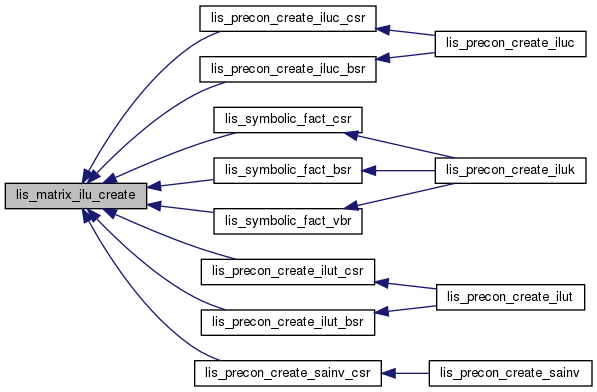 lis_precon_create_iluc_csr
lis_precon_create_iluc
lis_precon_create_iluc_bsr
lis_symbolic_fact_csr
lis_symbolic_fact_bsr
lis_precon_create_iluk
lis_matrix_ilu_create
lis_symbolic_fact_vbr
lis_precon_create_ilut_csr
lis_precon_create_ilut
lis_precon_create_ilut_bsr
lis_precon_create_sainv_csr
lis_precon_create_sainv